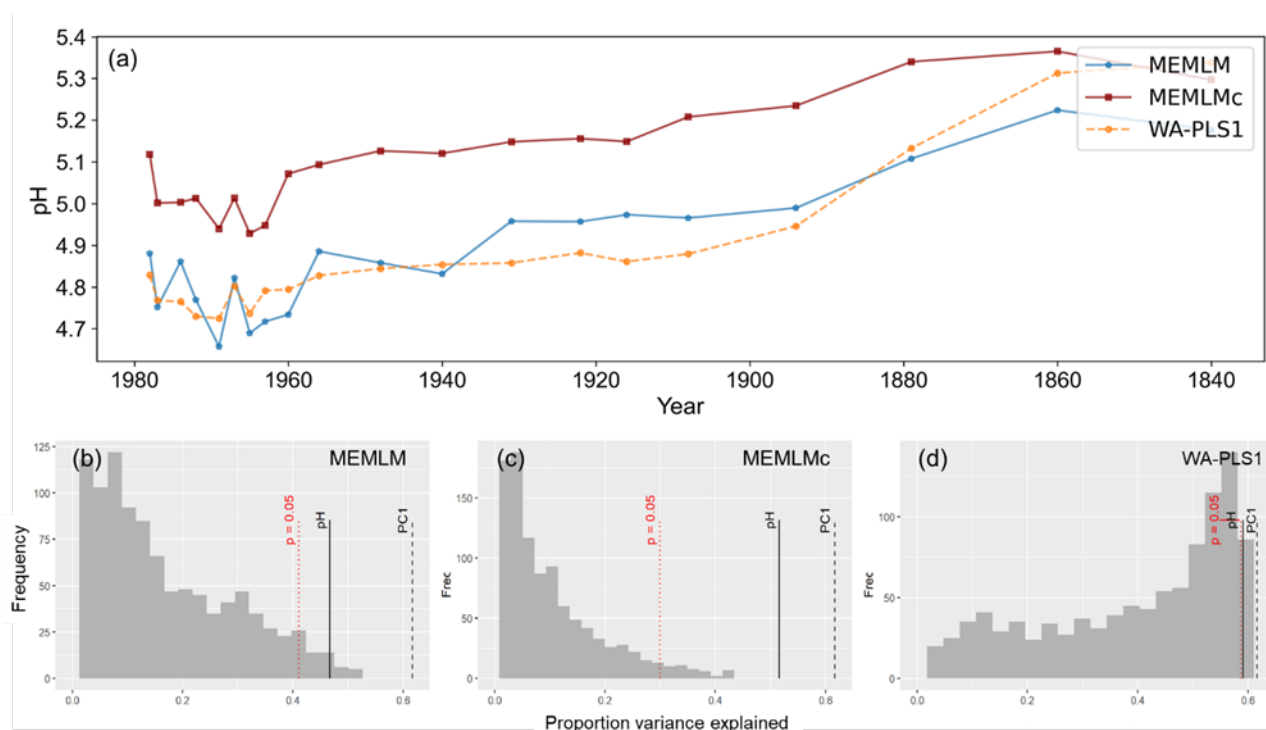 (a)
MEMLM
MEMLMc
WA-PLS1
pH
5.4
5.3
5.2
5.1
5.0
4.9
4.8
4.7
1980 1960 1940 1920 1900 1880 1860 1840
Year
(b) MEMLM
Frequency
125
100
75
50
25
0
p = 0.05
pH
PC1
0.0 0.2 0.4 0.6
(c) MEMLMc
Frec
150
100
50
0
p = 0.05
pH
PC1
0.0 0.2 0.4 0.6
(d) WA-PLS1
Frec
100
50
0
p = 0.05
pH
PC1
0.0 0.2 0.4 0.6
Proportion variance explained